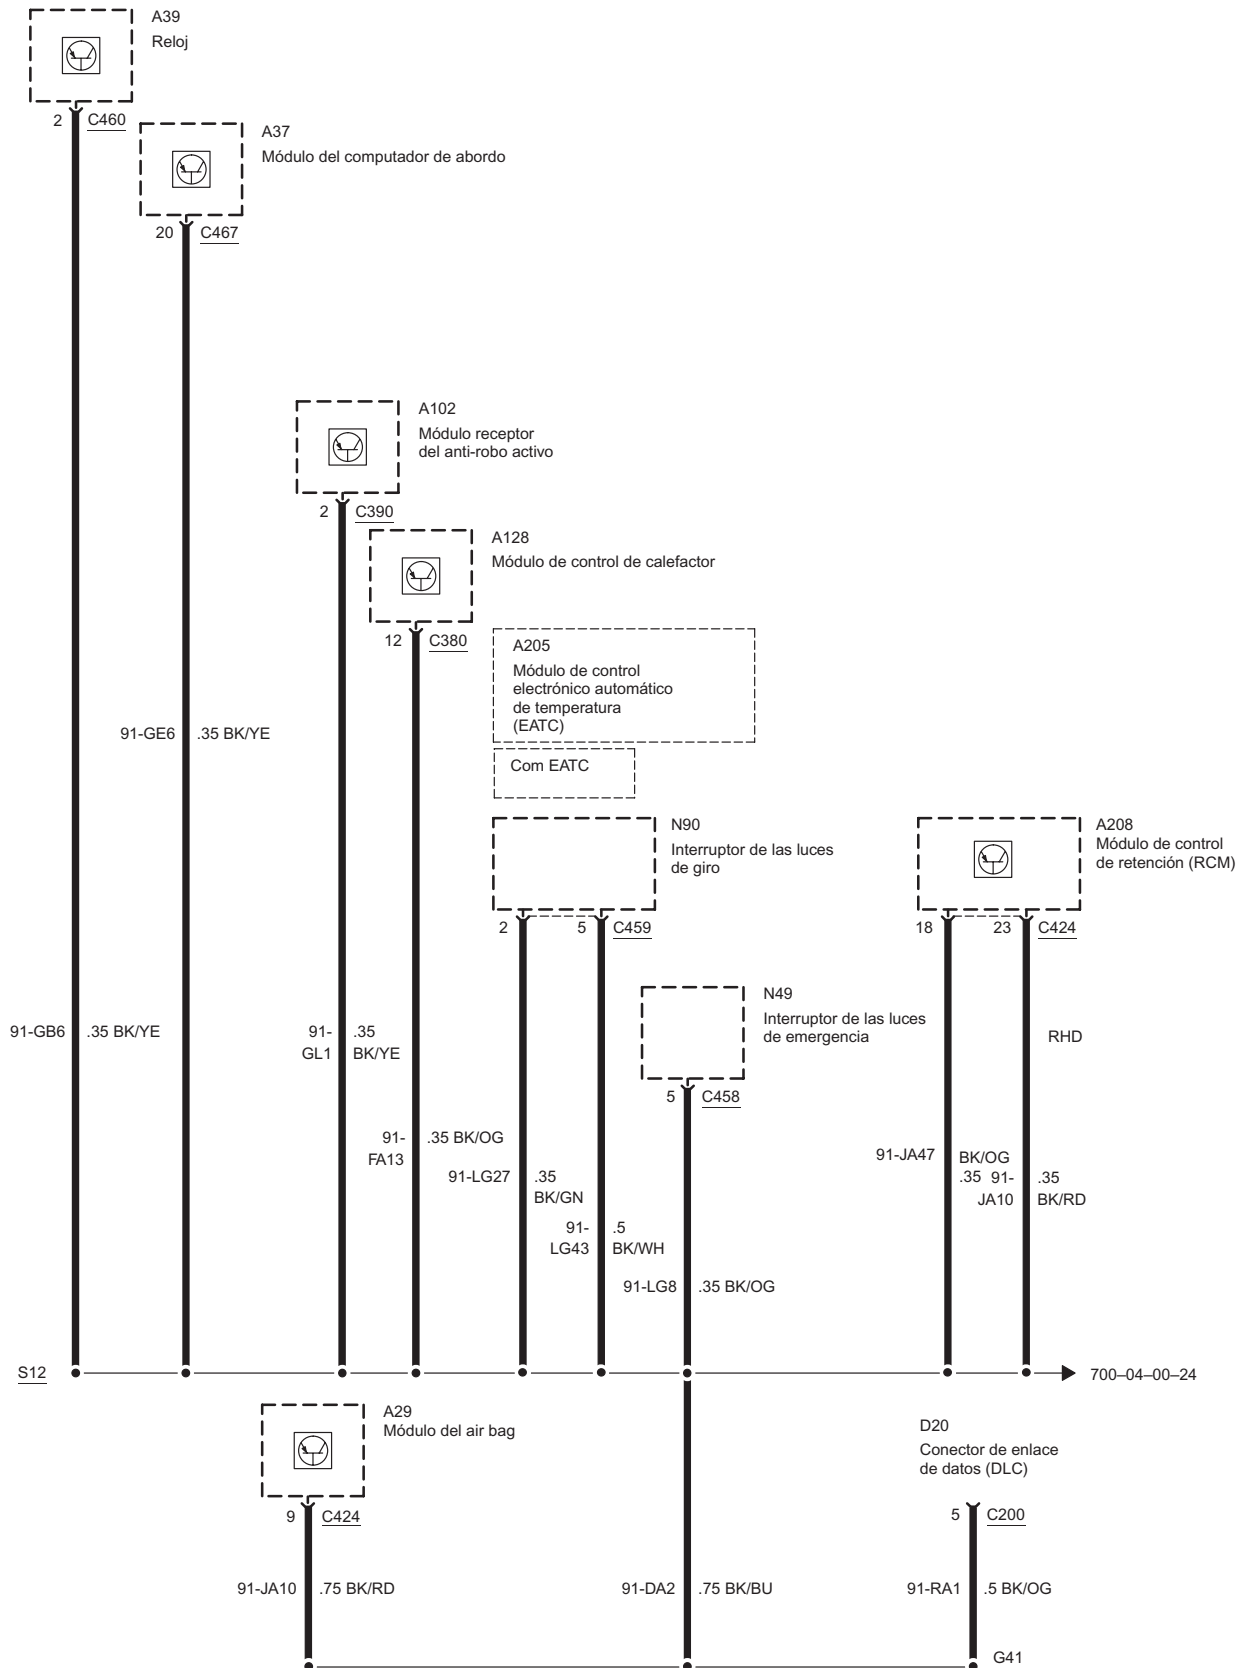 A39
Reloj
2 C460
A37
Módulo del computador de abordo
20 C467
A102
Módulo receptor
del anti-robo activo
2 C390
A128
Módulo de control de calefactor
12 C380
A205
Módulo de control
electrónico automático
de temperatura
(EATC)
91-GE6 .35 BK/YE
Com EATC
N90
Interruptor de las luces
de giro
A208
Módulo de control
de retención (RCM)
2 5 C459
18 23 C424
N49
Interruptor de las luces
de emergencia
91-GB6 .35 BK/YE
91- .35
GL1 BK/YE
RHD
5 C458
91- .35 BK/OG
FA13
91-JA47 BK/OG
.35 91- .35
JA10 BK/RD
91-LG27 .35
BK/GN
91- .5
LG43 BK/WH
91-LG8 .35 BK/OG
S12
700–04–00–24
A29
Módulo del air bag
D20
Conector de enlace
de datos (DLC)
9 C424
5 C200
91-JA10 .75 BK/RD
91-DA2 .75 BK/BU
91-RA1 .5 BK/OG
G41